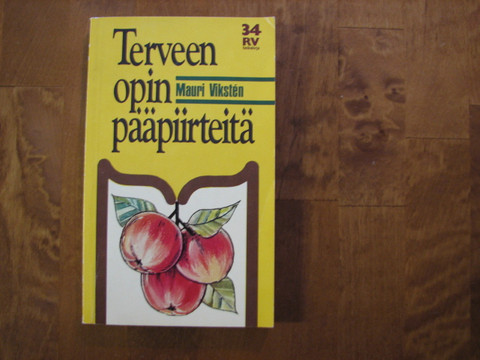 Terveen
opin
pääpiirteitä
Mauri Vikstén
34
RV